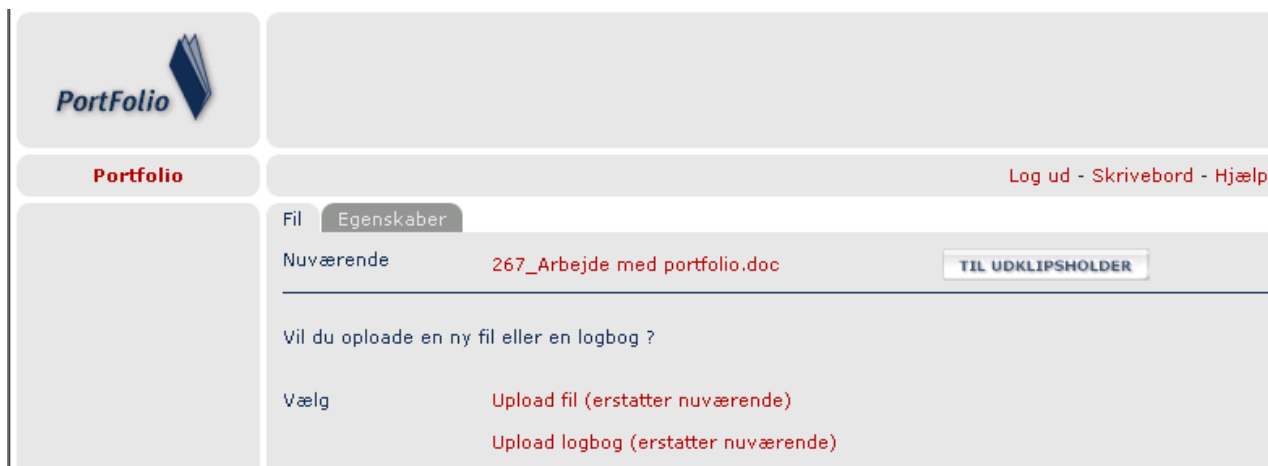 PortFolio
Portfolio
Log ud - Skrivebord - Hjælp
Fil Egenskaber
Nuværende 267_Arbejde med portfolio.doc TIL UDKLIPSHOLDER
Vil du oploade en ny fil eller en logbog ?
Vælg Upload fil (erstatter nuværende)
Upload logbog (erstatter nuværende)